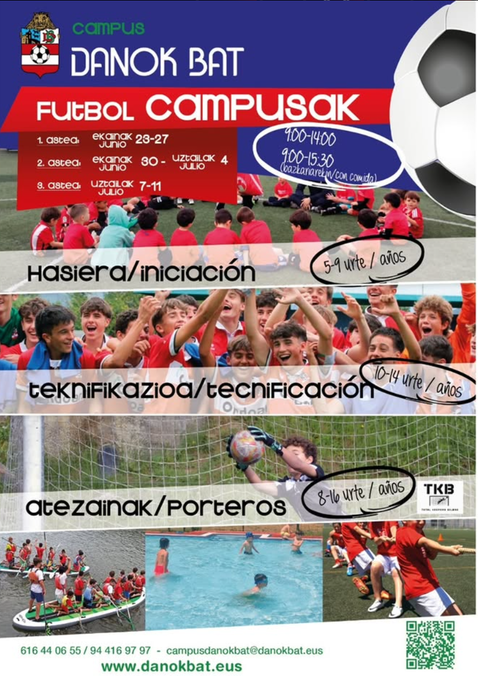 CAMPUS
DANOK BAT
FUTBOL CAMPUSAK
1. astea: EKAINAK JUNIO 23-27
2. astea: EKAINAK JUNIO 30 - UZTAILAK JULIO 4
3. astea: UZTAILAK JULIO 7-11
9:00-14:00
9:00-15:30
(bazkariarekin/con comida)
HASIERA/INICIACIÓN
5-9 urte / años
TEKNIFIKAZIOA/TECNIFICACIÓN
10-14 urte / años
ATEZAINAK/PORTEROS
8-16 urte / años
TKB
616 44 06 55 / 94 416 97 97 - campusdanokbat@danokbat.eus
www.danokbat.eus